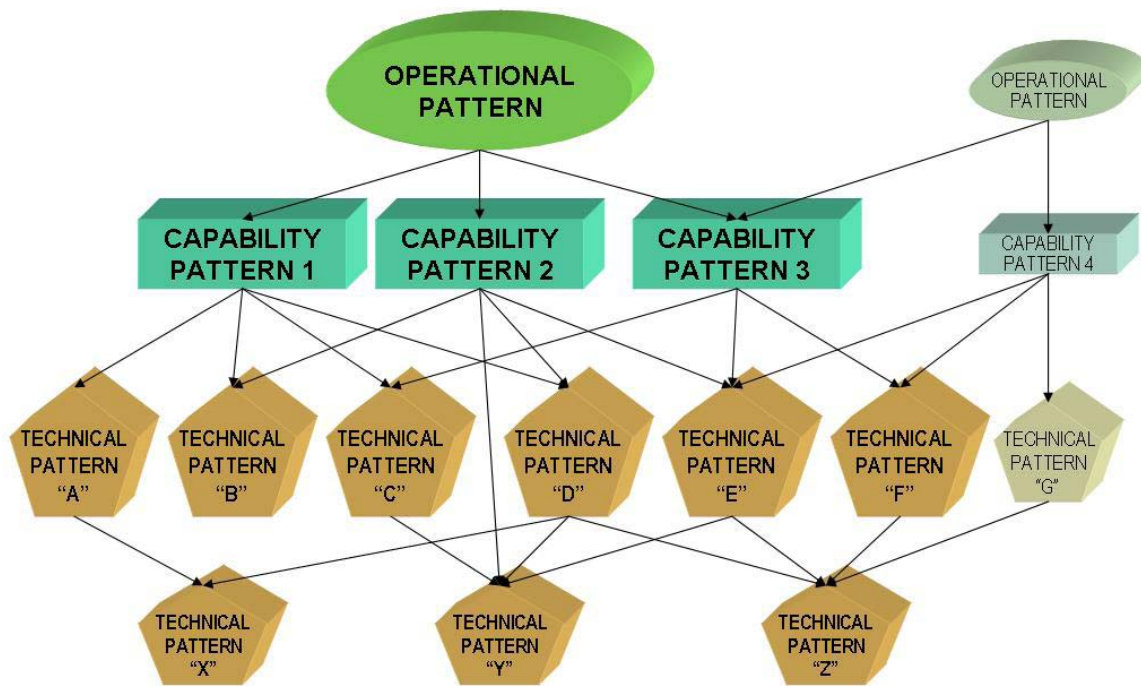 OPERATIONAL
PATTERN
OPERATIONAL
PATTERN
CAPABILITY
PATTERN 1
CAPABILITY
PATTERN 2
CAPABILITY
PATTERN 3
CAPABILITY
PATTERN 4
TECHNICAL
PATTERN
“A”
TECHNICAL
PATTERN
“B”
TECHNICAL
PATTERN
“C”
TECHNICAL
PATTERN
“D”
TECHNICAL
PATTERN
“E”
TECHNICAL
PATTERN
“F”
TECHNICAL
PATTERN
“G”
TECHNICAL
PATTERN
“X”
TECHNICAL
PATTERN
“Y”
TECHNICAL
PATTERN
“Z”